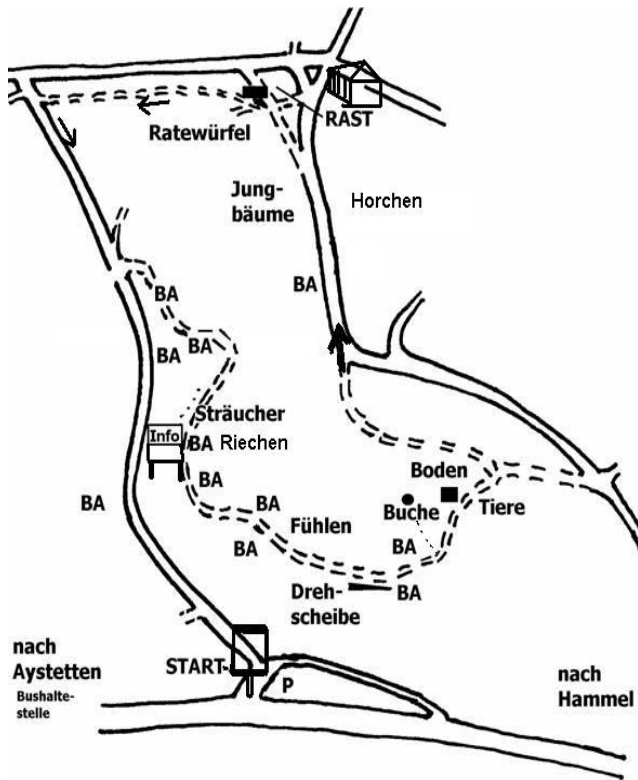 RAST
Ratewürfel
Jung-
bäume
Horchen
BA
BA
BA
BA
Sträucher
Info
BA Riechen
BA
BA
BA
Boden
Buche
Tiere
Fühlen
BA
BA
Dreh-
scheibe
BA
nach
Aystetten
Bushalte-
stelle
START
P
nach
Hammel